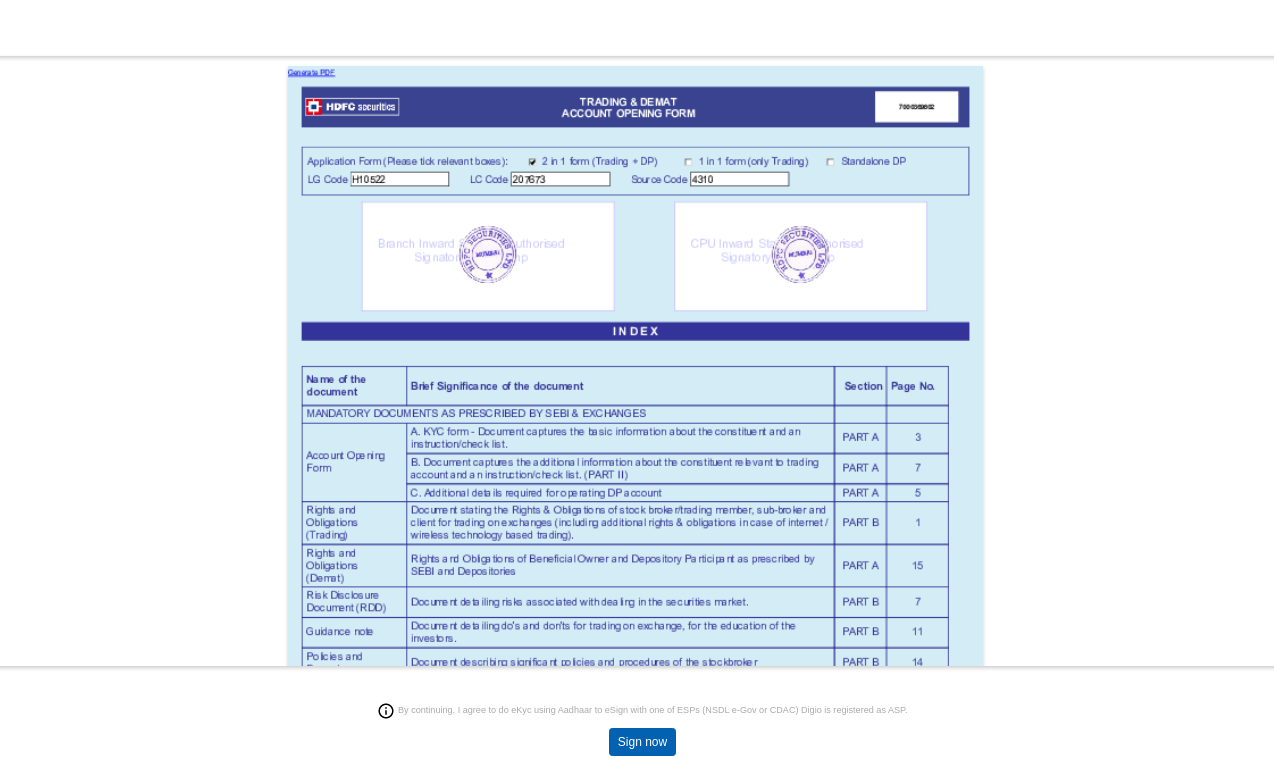 Generate PDF
HDFC securities
TRADING & DEMAT
ACCOUNT OPENING FORM
Application Form (Please tick relevant boxes): 2 in 1 form (Trading + DP) 1 in 1 form (only Trading) Standalone DP
LG Code H10522 LC Code 207673 Source Code 4310
Branch Inward
Signatory
HDFC SECURITIES LTD
MUMBAI
CPU Inward
Signatory
HDFC SECURITIES LTD
MUMBAI
INDEX
Name of the
document
Brief Significance of the document
Section
Page No.
MANDATORY DOCUMENTS AS PRESCRIBED BY SEBI & EXCHANGES
Account Opening
Form
A. KYC form - Document captures the basic information about the constituent and an
instruction/check list.
PART A
3
B. Document captures the additional information about the constituent relevant to trading
account and an instruction/check list. (PART II)
PART A
7
C. Additional details required for operating DP account
PART A
5
Rights and
Obligations
(Trading)
Document stating the Rights & Obligations of stock broker/trading member, sub-broker and
client for trading on exchanges (including additional rights & obligations in case of internet /
wireless technology based trading).
PART B
1
Rights and
Obligations
(Demat)
Rights and Obligations of Beneficial Owner and Depository Participant as prescribed by
SEBI and Depositories
PART A
15
Risk Disclosure
Document (RDD)
Document detailing risks associated with dealing in the securities market.
PART B
7
Guidance note
Document detailing do's and don'ts for trading on exchange, for the education of the
investors.
PART B
11
Policies and
Document describing significant policies and procedures of the stockbroker
PART B
14
By continuing, I agree to do eKyc using Aadhaar to eSign with one of ESPs (NSDL e-Gov or CDAC) Digio is registered as ASP.
Sign now